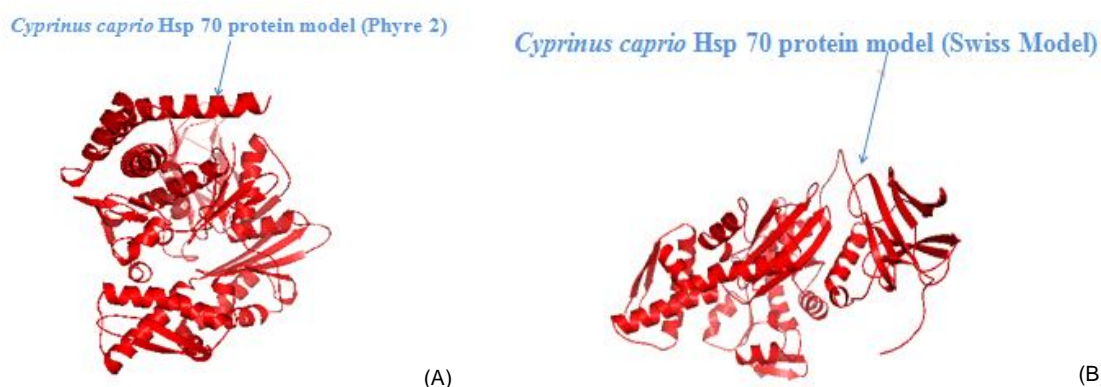 Cyprinus caprio Hsp 70 protein model (Phyre 2)
Cyprinus caprio Hsp 70 protein model (Swiss Model)
(A)
(B